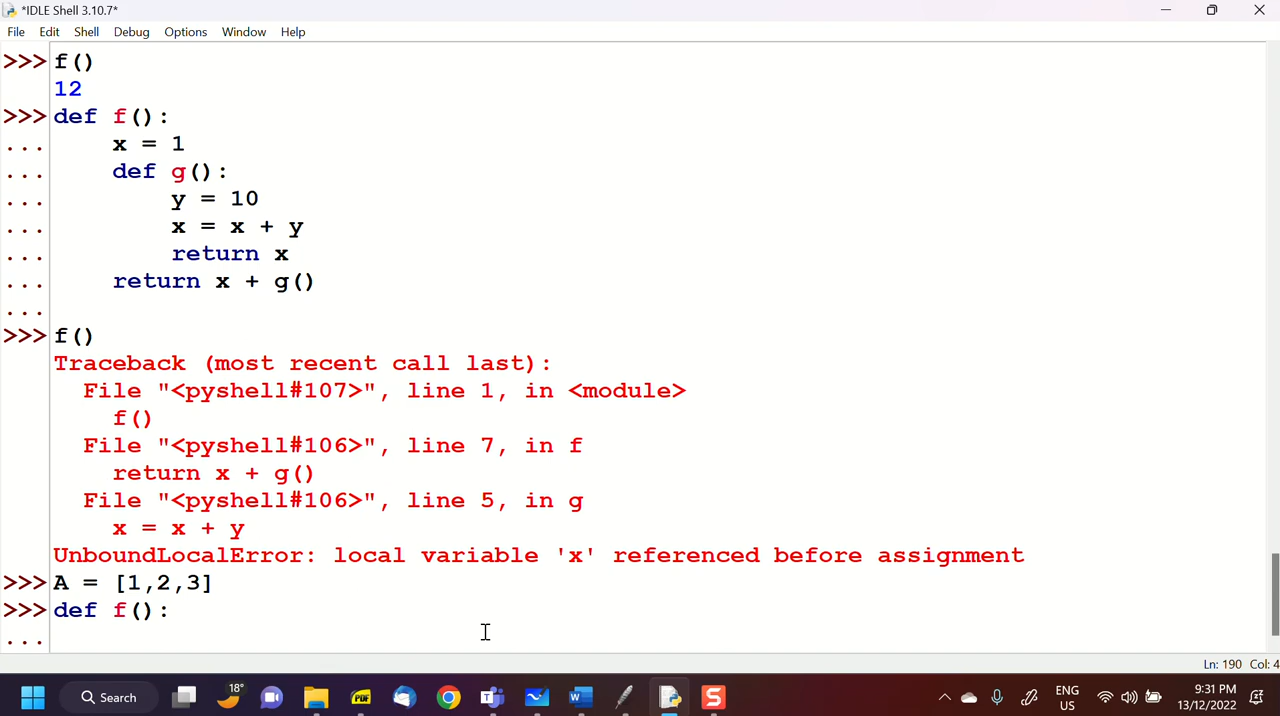 *IDLE Shell 3.10.7*
File Edit Shell Debug Options Window Help
>>> f()
12
>>> def f():
... x = 1
... def g():
... y = 10
... x = x + y
... return x
... return x + g()
...
>>> f()
Traceback (most recent call last):
File "<pyshell#107>", line 1, in <module>
f()
File "<pyshell#106>", line 7, in f
return x + g()
File "<pyshell#106>", line 5, in g
x = x + y
UnboundLocalError: local variable 'x' referenced before assignment
>>> A = [1,2,3]
>>> def f():
...
Ln: 190 Col: 4
Search
18°
PDF
ENG
US
9:31 PM
13/12/2022